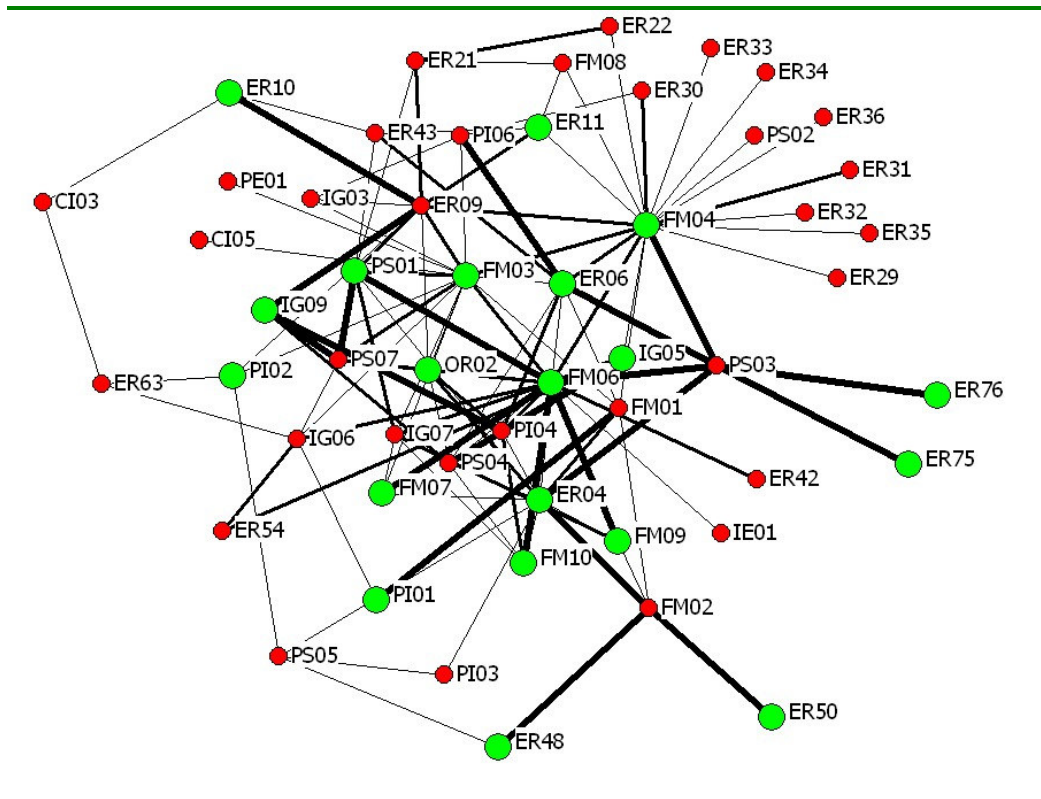 ER22
ER33
ER21
FM08
ER34
ER10
ER30
ER36
ER43
PI06
ER11
PS02
ER31
PE01
IG03
CI03
ER09
FM04
ER32
ER35
CI05
PS01
FM03
ER06
ER29
IG09
PS07
OR02
IG05
PS03
PI02
FM06
ER63
ER76
FM01
IG06
IG07
PI04
PS04
ER75
ER42
FM07
ER04
ER54
FM10
FM09
IE01
PI01
FM02
PS05
PI03
ER50
ER48